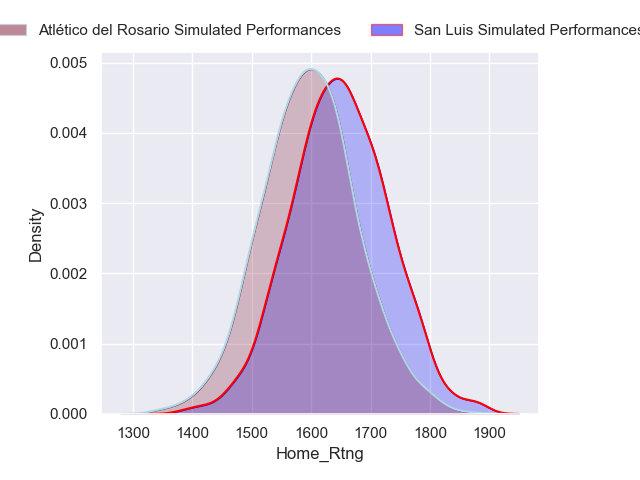 Atlético del Rosario Simulated Performances
San Luis Simulated Performances
0.005
0.004
0.003
0.002
0.001
0.000
Density
1300 1400 1500 1600 1700 1800 1900
Home_Rtng